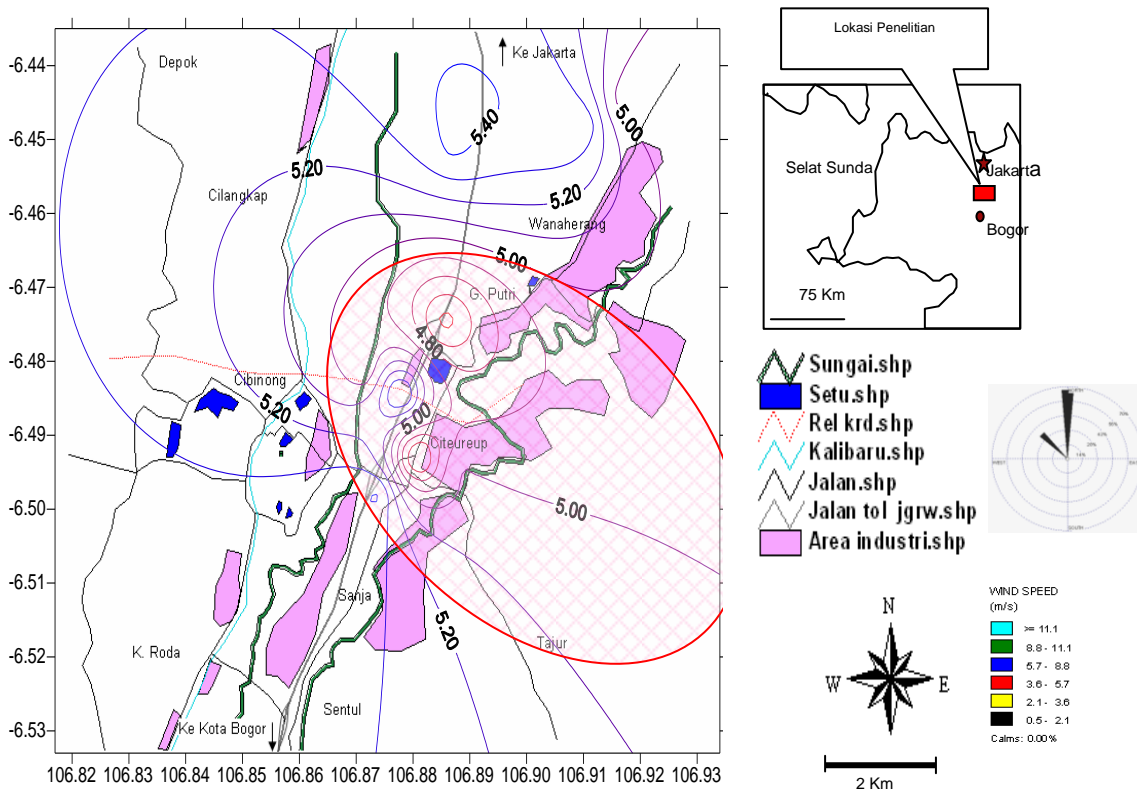 -6.44
-6.45
-6.46
-6.47
-6.48
-6.49
-6.50
-6.51
-6.52
-6.53
106.82 106.83 106.84 106.85 106.86 106.87 106.88 106.89 106.90 106.91 106.92 106.93
Depok
Ke Jakarta
5.40
5.00
5.20
Cilangkap
5.20
Wanaherang
5.00
G. Putri
4.80
Cibinong
5.20
5.00
Citeureup
5.00
Sanja
5.20
Tajur
K. Roda
Sentul
Ke Kota Bogor
Lokasi Penelitian
Selat Sunda
Jakarta
Bogor
75 Km
Sungai.shp
Setu.shp
Rel krd.shp
Kalibaru.shp
Jalan.shp
Jalan tol jgrw.shp
Area industri.shp
WEST
SOUTH
N
W
E
2 Km
WIND SPEED
(m/s)
>= 11.1
8.8 - 11.1
5.7 - 8.8
3.6 - 5.7
2.1 - 3.6
0.5 - 2.1
Calms: 0.00%